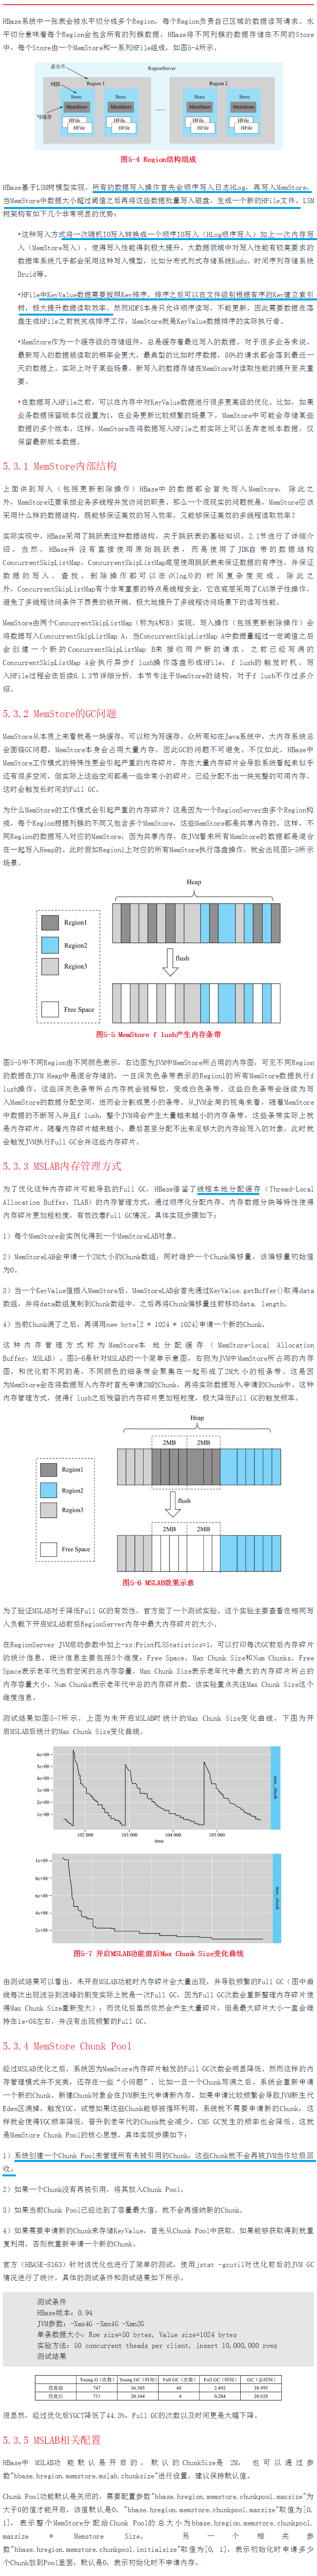 HBase系统中一张表会被水平切分成多个Region，每个Region负责自己区域的数据读写请求。水
平切分意味着每个Region会包含所有的列簇数据，HBase将不同列簇的数据存储在不同的Store
中，每个Store由一个MemStore和一系列HFile组成，如图5-4所示。
表分片
RegionServer
列簇
Region 1
Region 2
Store
Store
Store
Store
MemStore
MemStore
MemStore
MemStore
写缓存
HFile
HFile
HFile
HFile
HFile
HFile
HFile
HFile
图5-4 Region结构组成
HBase基于LSM树模型实现，所有的数据写入操作首先会顺序写入日志HLog，再写入MemStore，
当MemStore中数据大小超过阈值之后再将这些数据批量写入磁盘，生成一个新的HFile文件。LSM
树架构有如下几个非常明显的优势：
•这种写入方式将一次随机IO写入转换成一个顺序IO写入（HLog顺序写入）加上一次内存写
入（MemStore写入），使得写入性能得到极大提升。大数据领域中对写入性能有较高要求的
数据库系统几乎都会采用这种写入模型，比如分布式列式存储系统Kudu、时间序列存储系统
Druid等。
•HFile中KeyValue数据需要按照Key排序，排序之后可以在文件级别根据有序的Key建立索引
树，极大提升数据读取效率。然而HDFS本身只允许顺序读写，不能更新，因此需要数据在落
盘生成HFile之前就完成排序工作，MemStore就是KeyValue数据排序的实际执行者。
•MemStore作为一个缓存级的存储组件，总是缓存着最近写入的数据。对于很多业务来说，
最新写入的数据被读取的概率会更大，最典型的比如时序数据，80%的请求都会落到最近一
天的数据上。实际上对于某些场景，新写入的数据存储在MemStore对读取性能的提升至关重
要。
•在数据写入HFile之前，可以在内存中对KeyValue数据进行很多更高级的优化。比如，如果
业务数据保留版本仅设置为1，在业务更新比较频繁的场景下，MemStore中可能会存储某些
数据的多个版本。这样，MemStore在将数据写入HFile之前实际上可以丢弃老版本数据，仅
保留最新版本数据。
5.3.1 MemStore内部结构
上面讲到写入（包括更新删除操作）HBase中的数据都会首先写入MemStore，除此之
外，MemStore还要承担业务多线程并发访问的职责。那么一个很现实的问题就是，MemStore应该
采用什么样的数据结构，既能够保证高效的写入效率，又能够保证高效的多线程读取效率？
实际实现中，HBase采用了跳跃表这种数据结构，关于跳跃表的基础知识，2.1节进行了详细介
绍。当然，HBase并没有直接使用原始跳跃表，而是使用了JDK自带的数据结构
ConcurrentSkipListMap。ConcurrentSkipListMap底层使用跳跃表来保证数据的有序性，并保证
数据的写入、查找、删除操作都可以在O(logN)的时间复杂度完成。除此之
外，ConcurrentSkipListMap有个非常重要的特点是线程安全，它在底层采用了CAS原子性操作，
避免了多线程访问条件下昂贵的锁开销，极大地提升了多线程访问场景下的读写性能。
MemStore由两个ConcurrentSkipListMap（称为A和B）实现，写入操作（包括更新删除操作）会
将数据写入ConcurrentSkipListMap A，当ConcurrentSkipListMap A中数据量超过一定阈值之后
会创建一个新的ConcurrentSkipListMap B来接收用户新的请求，之前已经写满的
ConcurrentSkipListMap A会执行异步f lush操作落盘形成HFile。f lush的触发时机、写
入HFile过程会在后续6.1.3节详细分析，本节专注于MemStore的结构，对于f lush不作过多介
绍。
5.3.2 MemStore的GC问题
MemStore从本质上来看就是一块缓存，可以称为写缓存。众所周知在Java系统中，大内存系统总
会面临GC问题，MemStore本身会占用大量内存，因此GC的问题不可避免。不仅如此，HBase中
MemStore工作模式的特殊性更会引起严重的内存碎片，存在大量内存碎片会导致系统看起来似乎
还有很多空间，但实际上这些空间都是一些非常小的碎片，已经分配不出一块完整的可用内存，
这时会触发长时间的Full GC。
为什么MemStore的工作模式会引起严重的内存碎片？这是因为一个RegionServer由多个Region构
成，每个Region根据列簇的不同又包含多个MemStore，这些MemStore都是共享内存的。这样，不
同Region的数据写入对应的MemStore，因为共享内存，在JVM看来所有MemStore的数据都是混合
在一起写入Heap的。此时假如Region1上对应的所有MemStore执行落盘操作，就会出现图5-5所示
场景。
Heap
Region1
Region2
Region3
flush
Free Space
图5-5 MemStore f lush产生内存条带
图5-5中不同Region由不同颜色表示，右边图为JVM中MemStore所占用的内存图，可见不同Region
的数据在JVM Heap中是混合存储的，一旦深灰色条带表示的Region1的所有MemStore数据执行f
lush操作，这些深灰色条带所占内存就会被释放，变成白色条带。这些白色条带会继续为写
入MemStore的数据分配空间，进而会分割成更小的条带。从JVM全局的视角来看，随着MemStore
中数据的不断写入并且f lush，整个JVM将会产生大量越来越小的内存条带，这些条带实际上就
是内存碎片。随着内存碎片越来越小，最后甚至分配不出来足够大的内存给写入的对象，此时就
会触发JVM执行Full GC合并这些内存碎片。
5.3.3 MSLAB内存管理方式
为了优化这种内存碎片可能导致的Full GC，HBase借鉴了线程本地分配缓存（Thread-Local
Allocation Buffer，TLAB）的内存管理方式，通过顺序化分配内存、内存数据分块等特性使得
内存碎片更加粗粒度，有效改善Full GC情况。具体实现步骤如下：
1）每个MemStore会实例化得到一个MemStoreLAB对象。
2）MemStoreLAB会申请一个2M大小的Chunk数组，同时维护一个Chunk偏移量，该偏移量初始值
为0。
3）当一个KeyValue值插入MemStore后，MemStoreLAB会首先通过KeyValue.getBuffer()取得data
数组，并将data数组复制到Chunk数组中，之后再将Chunk偏移量往前移动data. length。
4）当前Chunk满了之后，再调用new byte[2 * 1024 * 1024]申请一个新的Chunk。
这种内存管理方式称为MemStore本地分配缓存（MemStore-Local Allocation
Buffer，MSLAB）。图5-6是针对MSLAB的一个简单示意图，右侧为JVM中MemStore所占用的内存
图，和优化前不同的是，不同颜色的细条带会聚集在一起形成了2M大小的粗条带。这是因
为MemStore会在将数据写入内存时首先申请2M的Chunk，再将实际数据写入申请的Chunk中。这种
内存管理方式，使得f lush之后残留的内存碎片更加粗粒度，极大降低Full GC的触发频率。
Heap
2MB
2MB
Region1
Region2
Region3
flush
2MB
2MB
Free Space
图5-6 MSLAB效果示意
为了验证MSLAB对于降低Full GC的有效性，官方做了一个测试实验。这个实验主要查看在相同写
入负载下开启MSLAB前后RegionServer内存中最大内存碎片的大小。
在RegionServer JVM启动参数中加上-xx:PrintFLSStatistics=1，可以打印每次GC前后内存碎片
的统计信息，统计信息主要包括3个维度：Free Space、Max Chunk Size和Num Chunks。Free
Space表示老年代当前空闲的总内存容量，Max Chunk Size表示老年代中最大的内存碎片所占的
内存容量大小，Num Chunks表示老年代中总的内存碎片数。该实验重点关注Max Chunk Size这个
维度信息。
测试结果如图5-7所示，上图为未开启MSLAB时统计的Max Chunk Size变化曲线，下图为开
启MSLAB后统计的Max Chunk Size变化曲线。
6e+08
5e+08
4e+08
3e+08
2e+08
1e+08
max_chunk
102 000
103 000
104 000
105 000
time
1e+09
8e+08
6e+08
4e+08
2e+08
max_chunk
图5-7 开启MSLAB功能前后Max Chunk Size变化曲线
由测试结果可以看出，未开启MSLAB功能时内存碎片会大量出现，并导致频繁的Full GC（图中曲
线每次出现波谷到波峰的剧变实际上就是一次Full GC，因为Full GC次数会重新整理内存碎片使
得Max Chunk Size重新变大）；而优化后虽然依然会产生大量碎片，但是最大碎片大小一直会维
持在1e+08左右，并没有出现频繁的Full GC。
5.3.4 MemStore Chunk Pool
经过MSLAB优化之后，系统因为MemStore内存碎片触发的Full GC次数会明显降低。然而这样的内
存管理模式并不完美，还存在一些“小问题”。比如一旦一个Chunk写满之后，系统会重新申请
一个新的Chunk，新建Chunk对象会在JVM新生代申请新内存，如果申请比较频繁会导致JVM新生代
Eden区满掉，触发YGC。试想如果这些Chunk能够被循环利用，系统就不需要申请新的Chunk，这
样就会使得YGC频率降低，晋升到老年代的Chunk就会减少，CMS GC发生的频率也会降低。这就
是MemStore Chunk Pool的核心思想，具体实现步骤如下：
1）系统创建一个Chunk Pool来管理所有未被引用的Chunk，这些Chunk就不会再被JVM当作垃圾回
收。
2）如果一个Chunk没有再被引用，将其放入Chunk Pool。
3）如果当前Chunk Pool已经达到了容量最大值，就不会再接纳新的Chunk。
4）如果需要申请新的Chunk来存储KeyValue，首先从Chunk Pool中获取，如果能够获取得到就重
复利用，否则就重新申请一个新的Chunk。
官方（HBASE-8163）针对该优化也进行了简单的测试，使用jstat -gcutil对优化前后的JVM GC
情况进行了统计，具体的测试条件和测试结果如下所示。
测试条件
HBase版本：0.94
JVM参数：-Xms4G -Xmx4G -Xmn2G
单条数据大小：Row size=50 bytes, Value size=1024 bytes
实验方法：50 concurrent theads per client, insert 10,000,000 rows
测试结果
Young G（次数） Young GC（时间） Full GC（次数） Full GC（时间） GC（总时间）
优化前 747 36.503 48 2.492 38.995
优化后 711 20.344 4 0.284 20.628
很显然，经过优化后YGCT降低了44.3%，Full GC的次数以及时间更是大幅下降。
5.3.5 MSLAB相关配置
HBase中MSLAB功能默认是开启的，默认的ChunkSize是2M，也可以通过参
数"hbase.hregion.memstore.mslab.chunksize"进行设置，建议保持默认值。
Chunk Pool功能默认是关闭的，需要配置参数"hbase.hregion.memstore.chunkpool.maxsize"为
大于0的值才能开启，该值默认是0。"hbase.hregion.memstore.chunkpool.maxsize"取值为[0,
1]，表示整个MemStore分配给Chunk Pool的总大小为hbase.hregion.memstore.chunkpool.
maxsize * Memstore Size。另一个相关参
数"hbase.hregion.memstore.chunkpool.initialsize"取值为[0, 1]，表示初始化时申请多少
个Chunk放到Pool里面，默认是0，表示初始化时不申请内存。